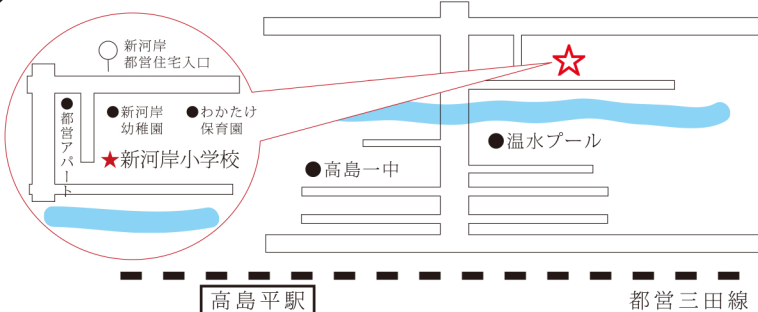 新河岸
都営住宅入口
都営アパート
新河岸
幼稚園
わかたけ
保育園
新河岸小学校
温水プール
高島一中
高島平駅
都営三田線